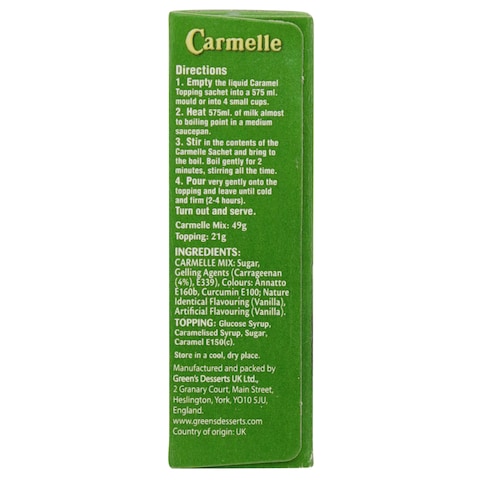 Carmelle
Directions
1. Empty the liquid Caramel
Topping sachet into a 575 ml.
mould or into 4 small cups.
2. Heat 575ml. of milk almost
to boiling point in a medium
saucepan.
3. Stir in the contents of the
Carmelle Sachet and bring to
the boil. Boil gently for 2
minutes, stirring all the time.
4. Pour very gently onto the
topping and leave until cold
and firm (2-4 hours).
Turn out and serve.
Carmelle Mix: 49g
Topping: 21g
INGREDIENTS:
CARMELLE MIX: Sugar,
Gelling Agents (Carrageenan
(4%), E339), Colours: Annatto
E160b, Curcumin E100; Nature
Identical Flavouring (Vanilla),
Artificial Flavouring (Vanilla).
TOPPING: Glucose Syrup,
Caramelised Syrup, Sugar,
Caramel E150(c).
Store in a cool, dry place.
Manufactured and packed by
Green's Desserts UK Ltd.,
2 Granary Court, Main Street,
Heslington, York, YO10 5JU,
England.
www.greensdesserts.com
Country of origin: UK